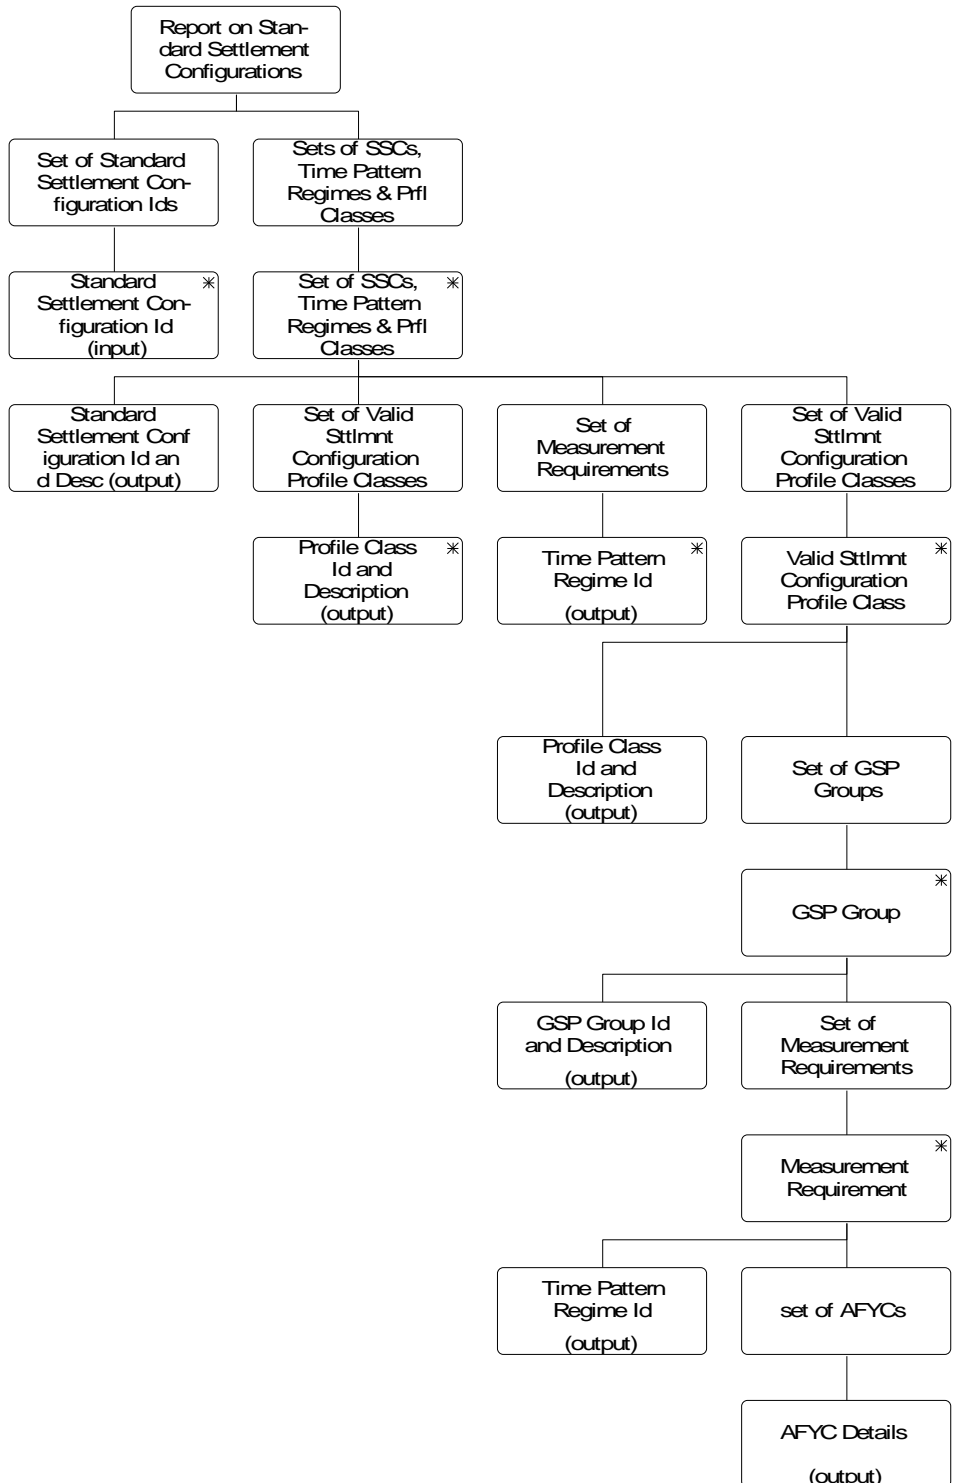 Report on Stan-
dard Settlement
Configurations
Set of Standard
Settlement Con-
figuration Ids
Sets of SSCs,
Time Pattern
Regimes & Prfl
Classes
Standard
Settlement Con-
figuration Id
(input)
*
Set of SSCs,
Time Pattern
Regimes & Prfl
Classes
*
Standard
Settlement Conf
iguration Id an
d Desc (output)
Set of Valid
Sttlmnt
Configuration
Profile Classes
Set of
Measurement
Requirements
Set of Valid
Sttlmnt
Configuration
Profile Classes
Profile Class
Id and
Description
(output)
*
Time Pattern
Regime Id
(output)
*
Valid Sttlmnt
Configuration
Profile Class
*
Profile Class
Id and
Description
(output)
Set of GSP
Groups
GSP Group
*
GSP Group Id
and Description
(output)
Set of
Measurement
Requirements
Measurement
Requirement
*
Time Pattern
Regime Id
(output)
set of AFYCs
AFYC Details
(output)